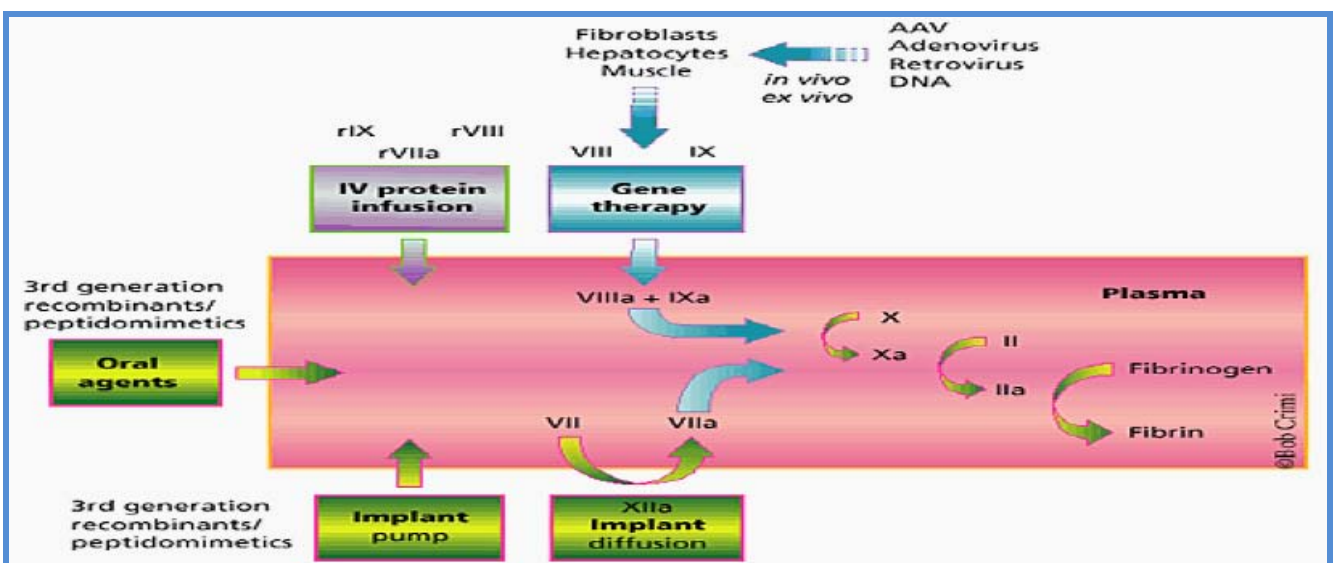 Fibroblasts
Hepatocytes
Muscle
AAV
Adenovirus
Retrovirus
DNA
in vivo
ex vivo
rIX
rVIII
rVIIa
VIII
IX
IV protein
infusion
Gene
therapy
3rd generation
recombinants/
peptidomimetics
Oral
agents
VIIIa + IXa
Plasma
X
Xa
II
IIa
Fibrinogen
Fibrin
VII
VIIa
©Bob Crimi
3rd generation
recombinants/
peptidomimetics
Implant
pump
XIIa
Implant
diffusion